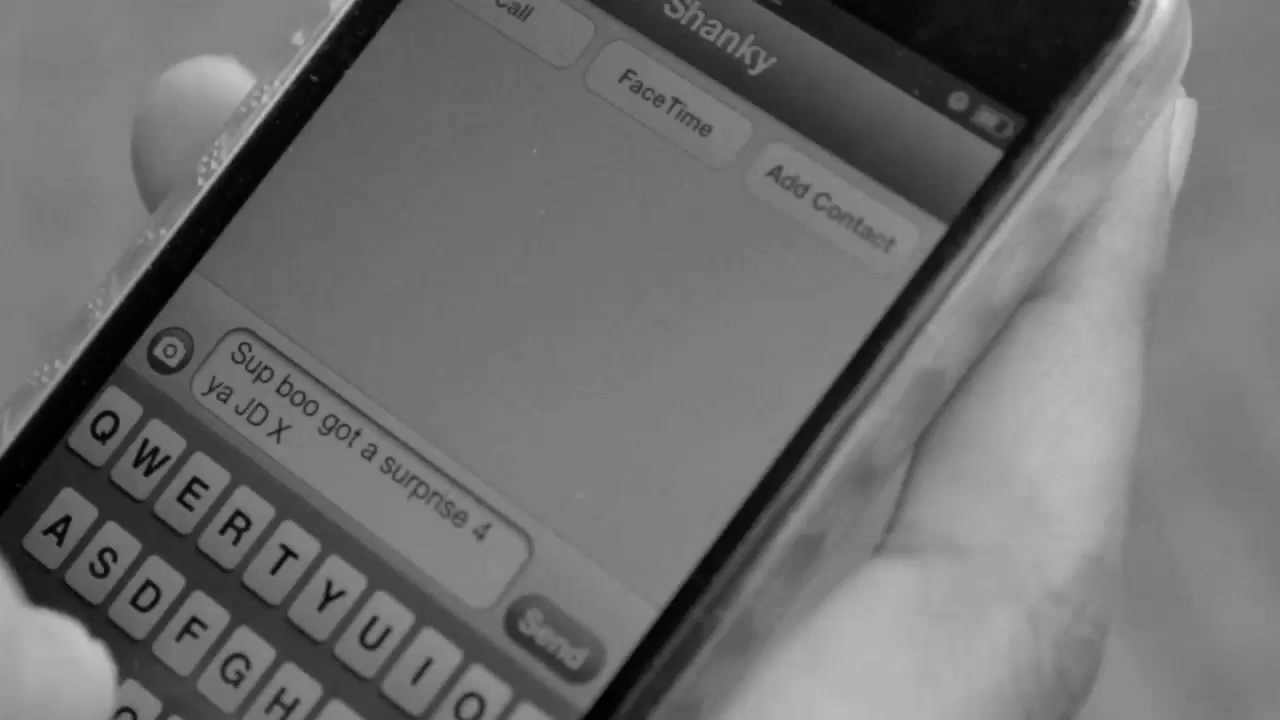 Shanky
Call
FaceTime
Add Contact
Sup boo got a surprise 4
ya JD X
Send
Q W E R T Y U I O
A S D F G H